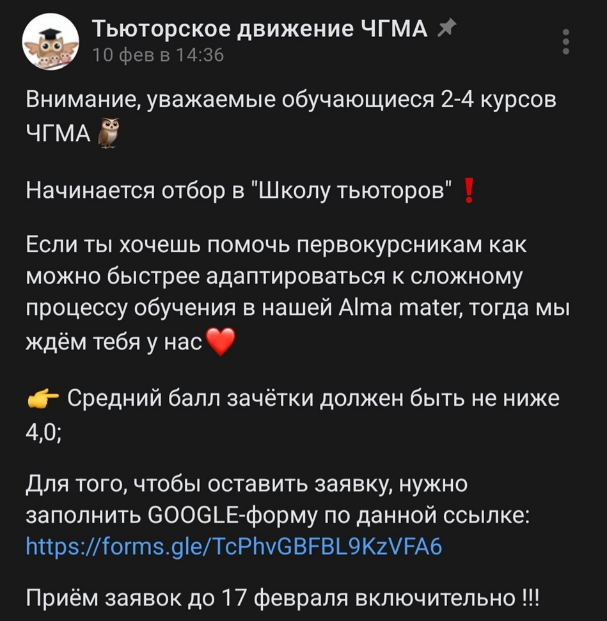 Тьюторское движение ЧГМА
10 фев в 14:36
Внимание, уважаемые обучающиеся 2-4 курсов
ЧГМА🦉
Начинается отбор в "Школу тьюторов" ❗
Если ты хочешь помочь первокурсникам как
можно быстрее адаптироваться к сложному
процессу обучения в нашей Alma mater, тогда мы
ждём тебя у нас❤️
👉 Средний балл зачётки должен быть не ниже
4,0;
Для того, чтобы оставить заявку, нужно
заполнить GOOGLE-форму по данной ссылке:
https://forms.gle/TcPhvGBFBL9KzVFA6
Приём заявок до 17 февраля включительно !!!